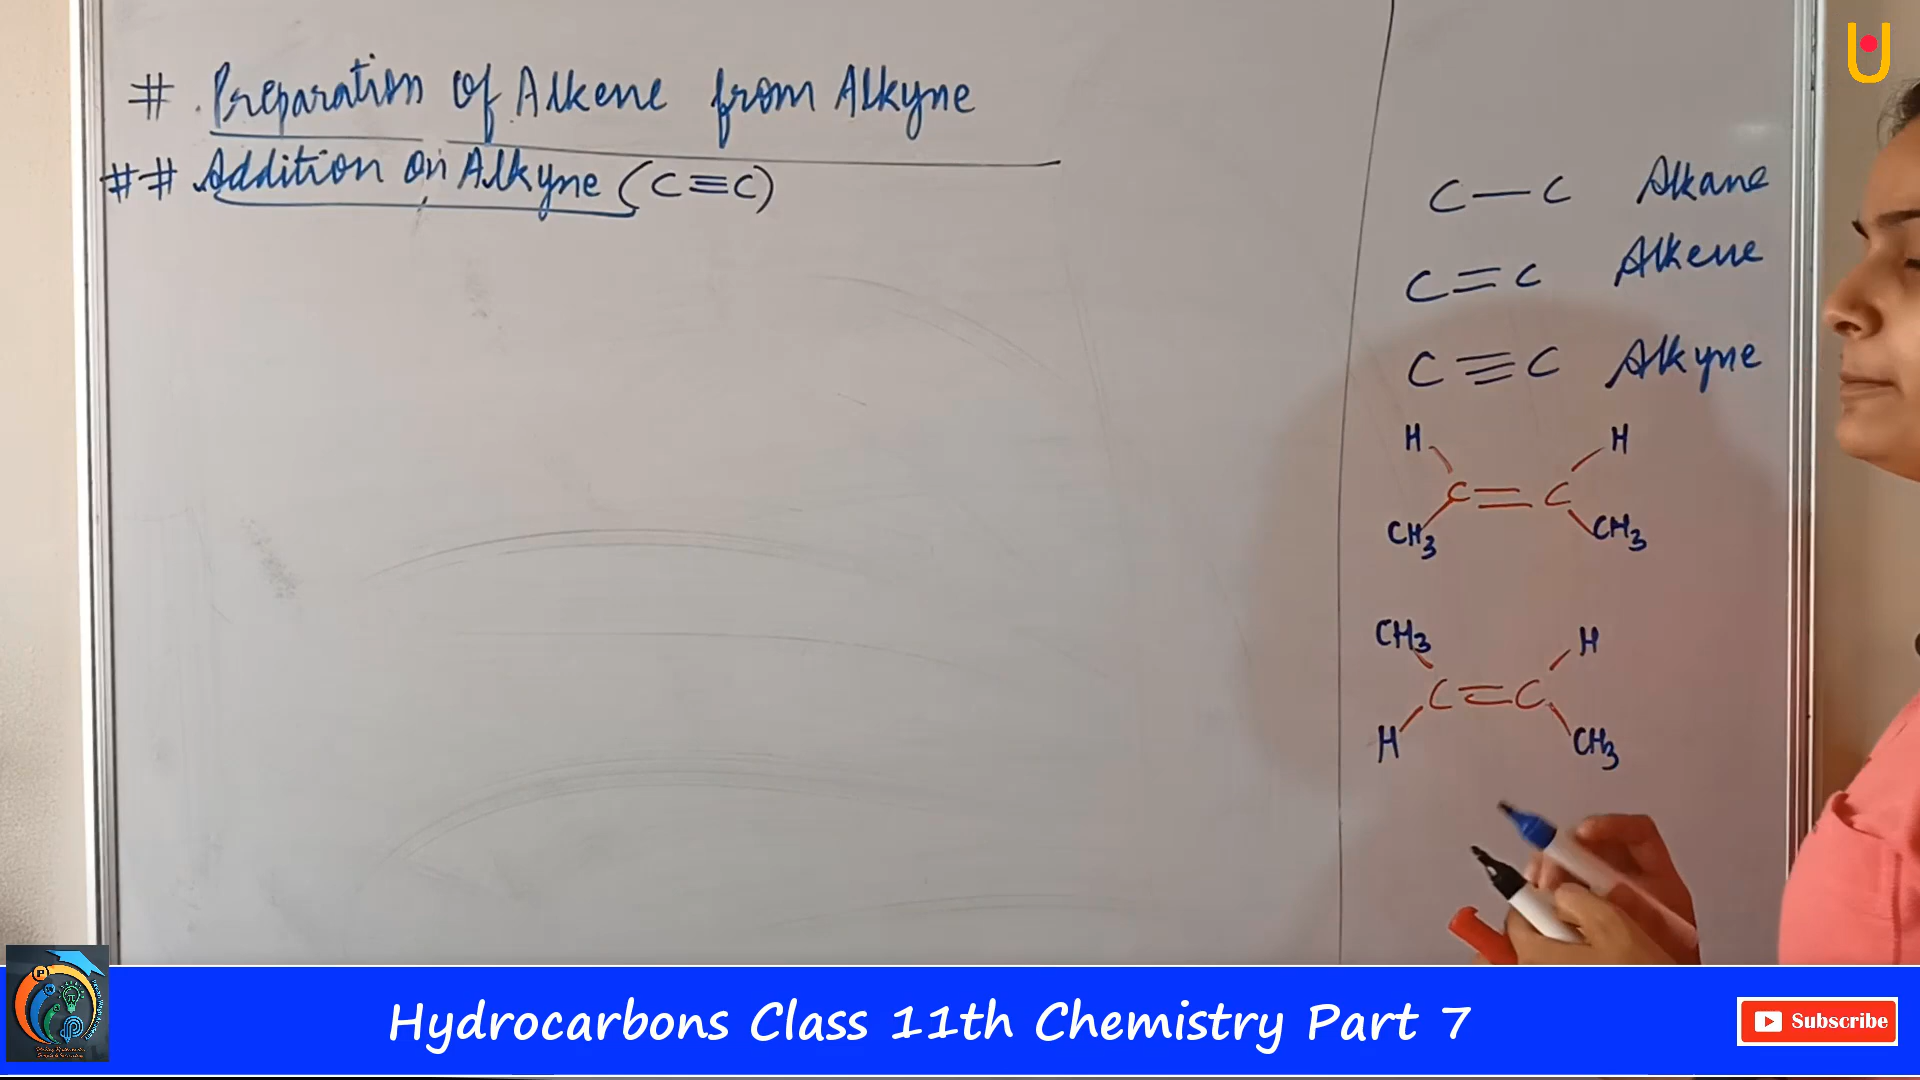 # Preparation of Alkene from Alkyne
## Addition on Alkyne (C≡C)
C—C Alkane
C=C Alkene
C≡C Alkyne
H H
C=C
CH3 CH3
CH3 H
C=C
H CH3
Hydrocarbons Class 11th Chemistry Part 7
Subscribe